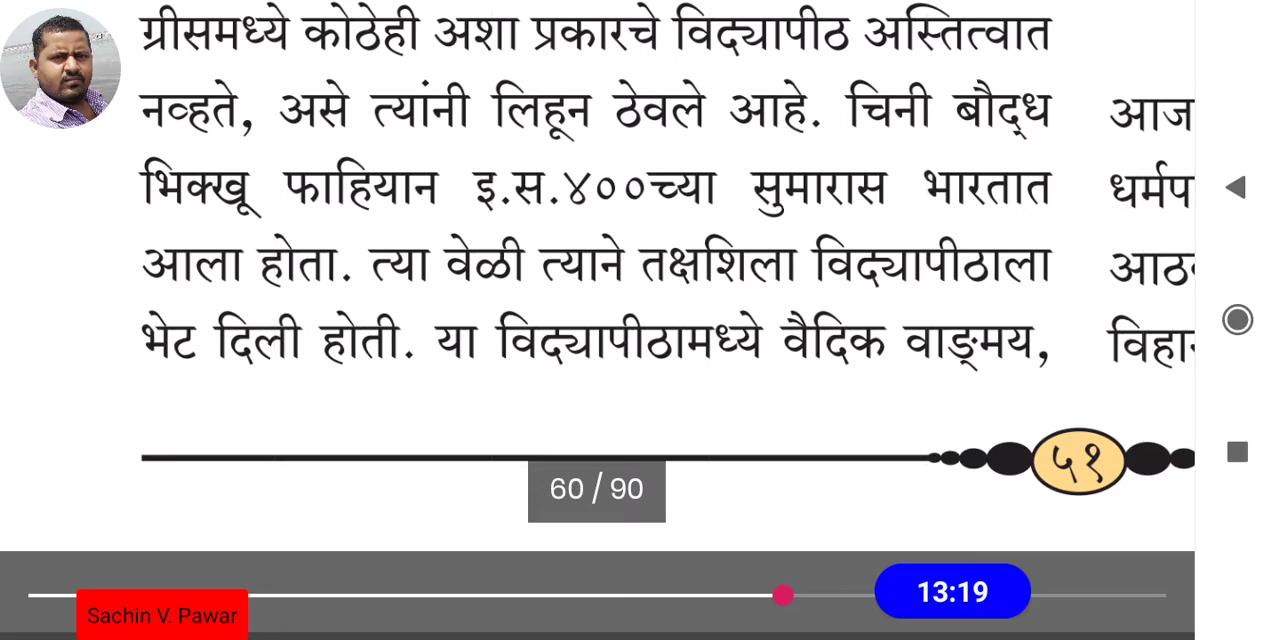 ग्रीसमध्ये कोठेही अशा प्रकारचे विद्यापीठ अस्तित्वात
नव्हते, असे त्यांनी लिहून ठेवले आहे. चिनी बौद्ध
भिक्खू फाहियान इ.स.४००च्या सुमारास भारतात
आला होता. त्या वेळी त्याने तक्षशिला विद्यापीठाला
भेट दिली होती. या विद्यापीठामध्ये वैदिक वाङ्मय,
आज
५१
60 / 90
13:19
Sachin V. Pawar